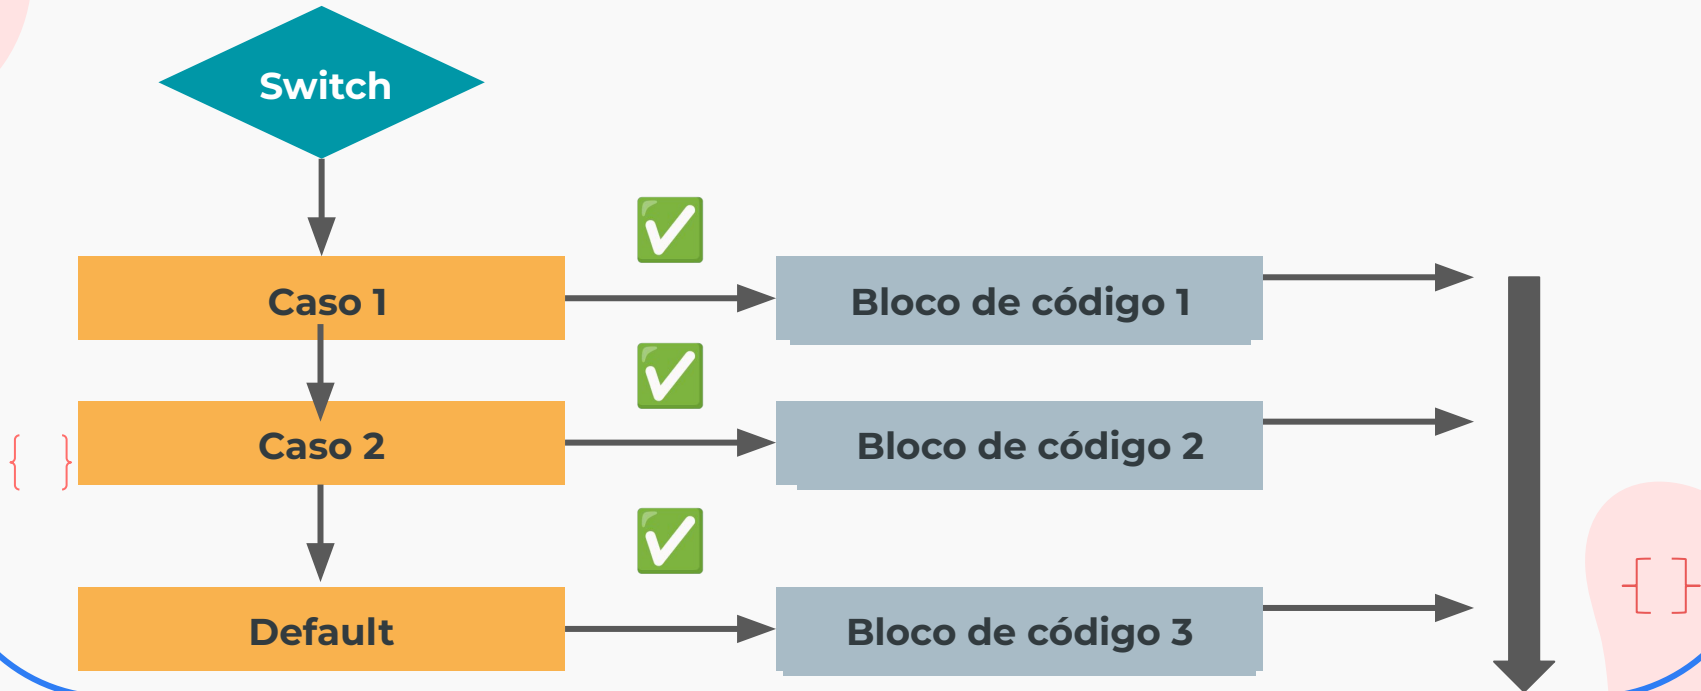 Switch
Caso 1
Bloco de código 1
Caso 2
Bloco de código 2
{ }
Default
Bloco de código 3